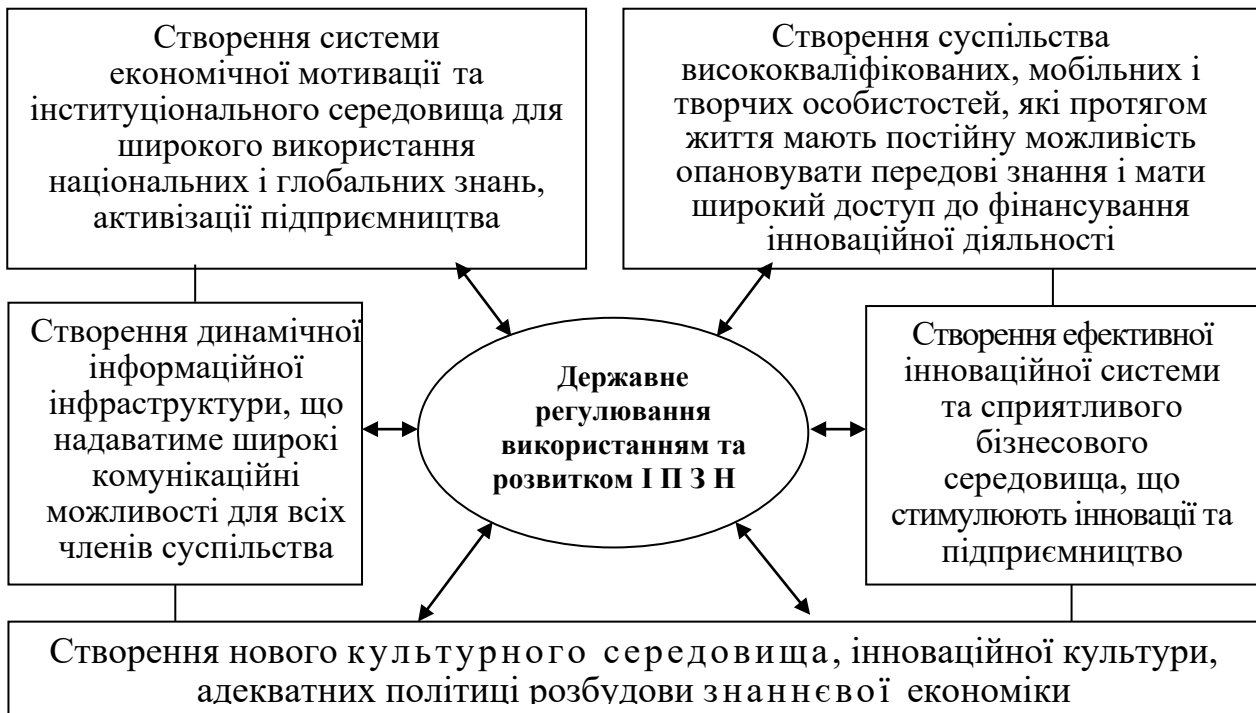 Створення системи
економічної мотивації та
інституціонального середовища для
широкого використання
національних і глобальних знань,
активізації підприємництва
Створення суспільства
висококваліфікованих, мобільних і
творчих особистостей, які протягом
життя мають постійну можливість
опановувати передові знання і мати
широкий доступ до фінансування
інноваційної діяльності
Створення динамічної
інформаційної
інфраструктури, що
надаватиме широкі
комунікаційні
можливості для всіх
членів суспільства
Державне
регулювання
використанням та
розвитком І П З Н
Створення ефективної
інноваційної системи
та сприятливого
бізнесового
середовища, що
стимулюють інновації та
підприємництво
Створення нового культурного середовища, інноваційної культури,
адекватних політиці розбудови знаннєвої економіки